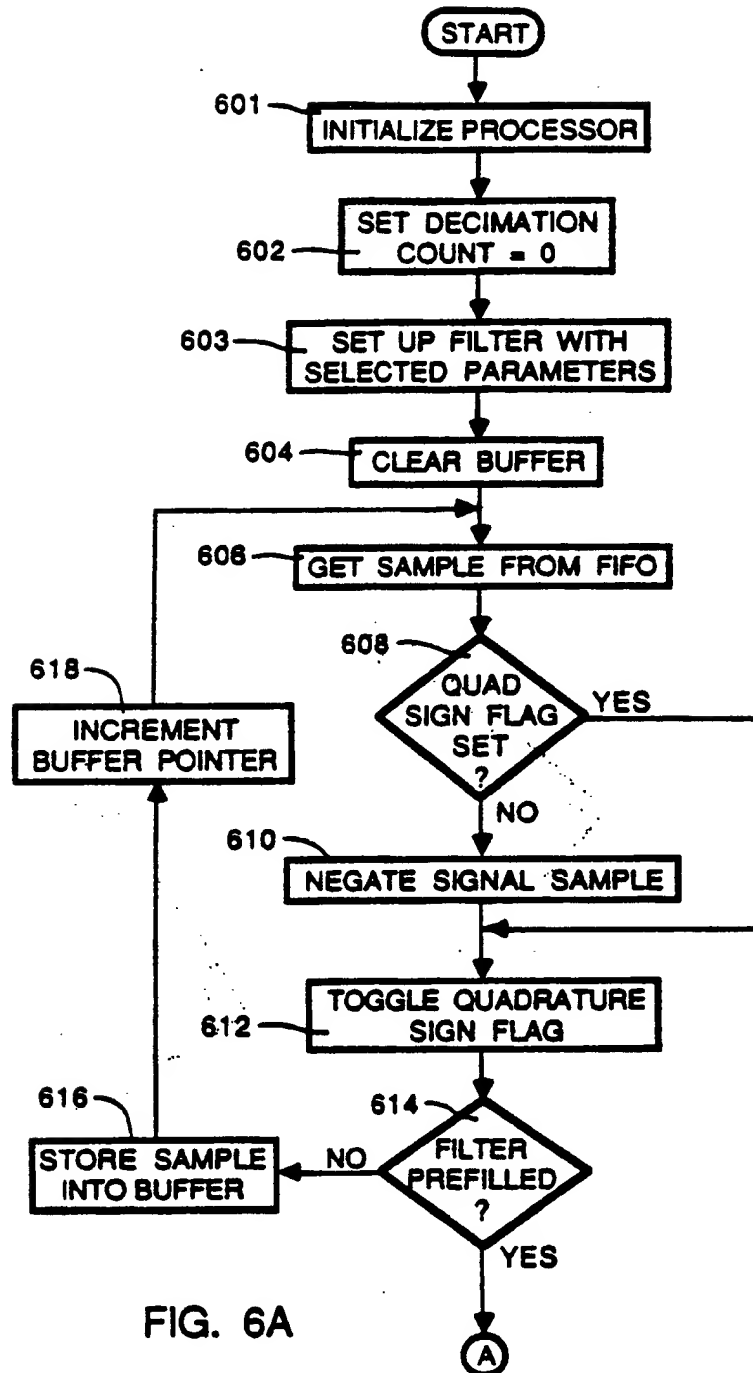 START
601
INITIALIZE PROCESSOR
SET DECIMATION
COUNT = 0
602
603
SET UP FILTER WITH
SELECTED PARAMETERS
604
CLEAR BUFFER
606
GET SAMPLE FROM FIFO
608
QUAD
SIGN FLAG
SET
?
YES
NO
618
INCREMENT
BUFFER POINTER
610
NEGATE SIGNAL SAMPLE
TOGGLE QUADRATURE
SIGN FLAG
612
614
FILTER
PREFILLED
?
NO
YES
616
STORE SAMPLE
INTO BUFFER
FIG. 6A
A